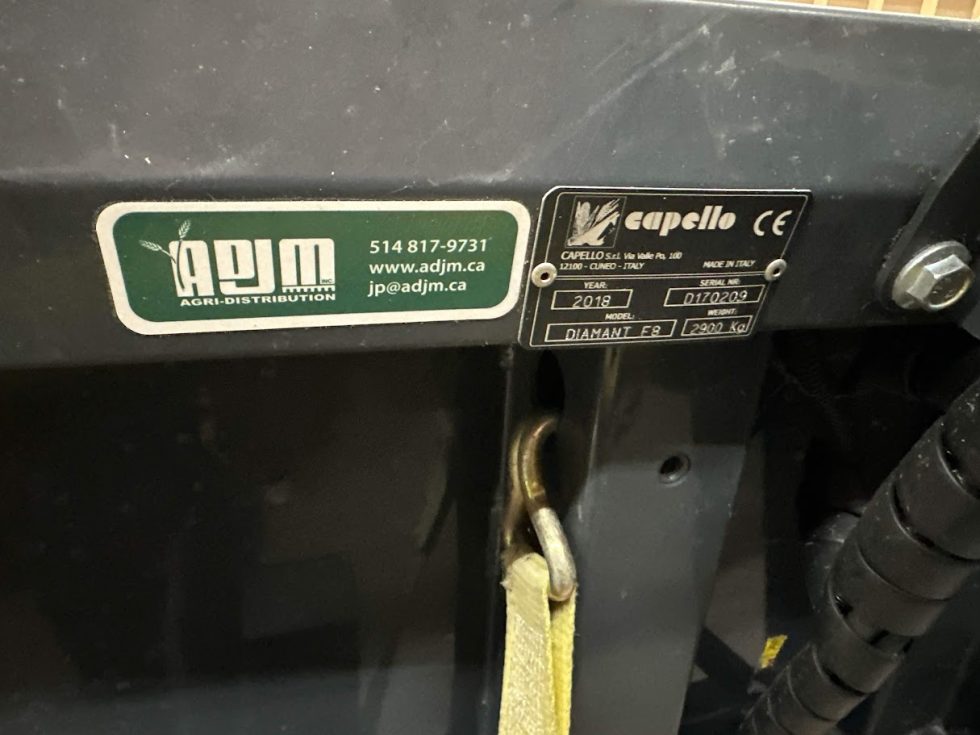 ADJM INC
AGRI-DISTRIBUTION
514 817-9731
www.adjm.ca
jp@adjm.ca
capello CE
CAPELLO S.r.l. Via Valle Po, 100
12100 - CUNEO - ITALY MADE IN ITALY
YEAR: SERIAL NR:
2018 0170209
MODEL: WEIGHT:
DIAMANT F8 2900 Kg